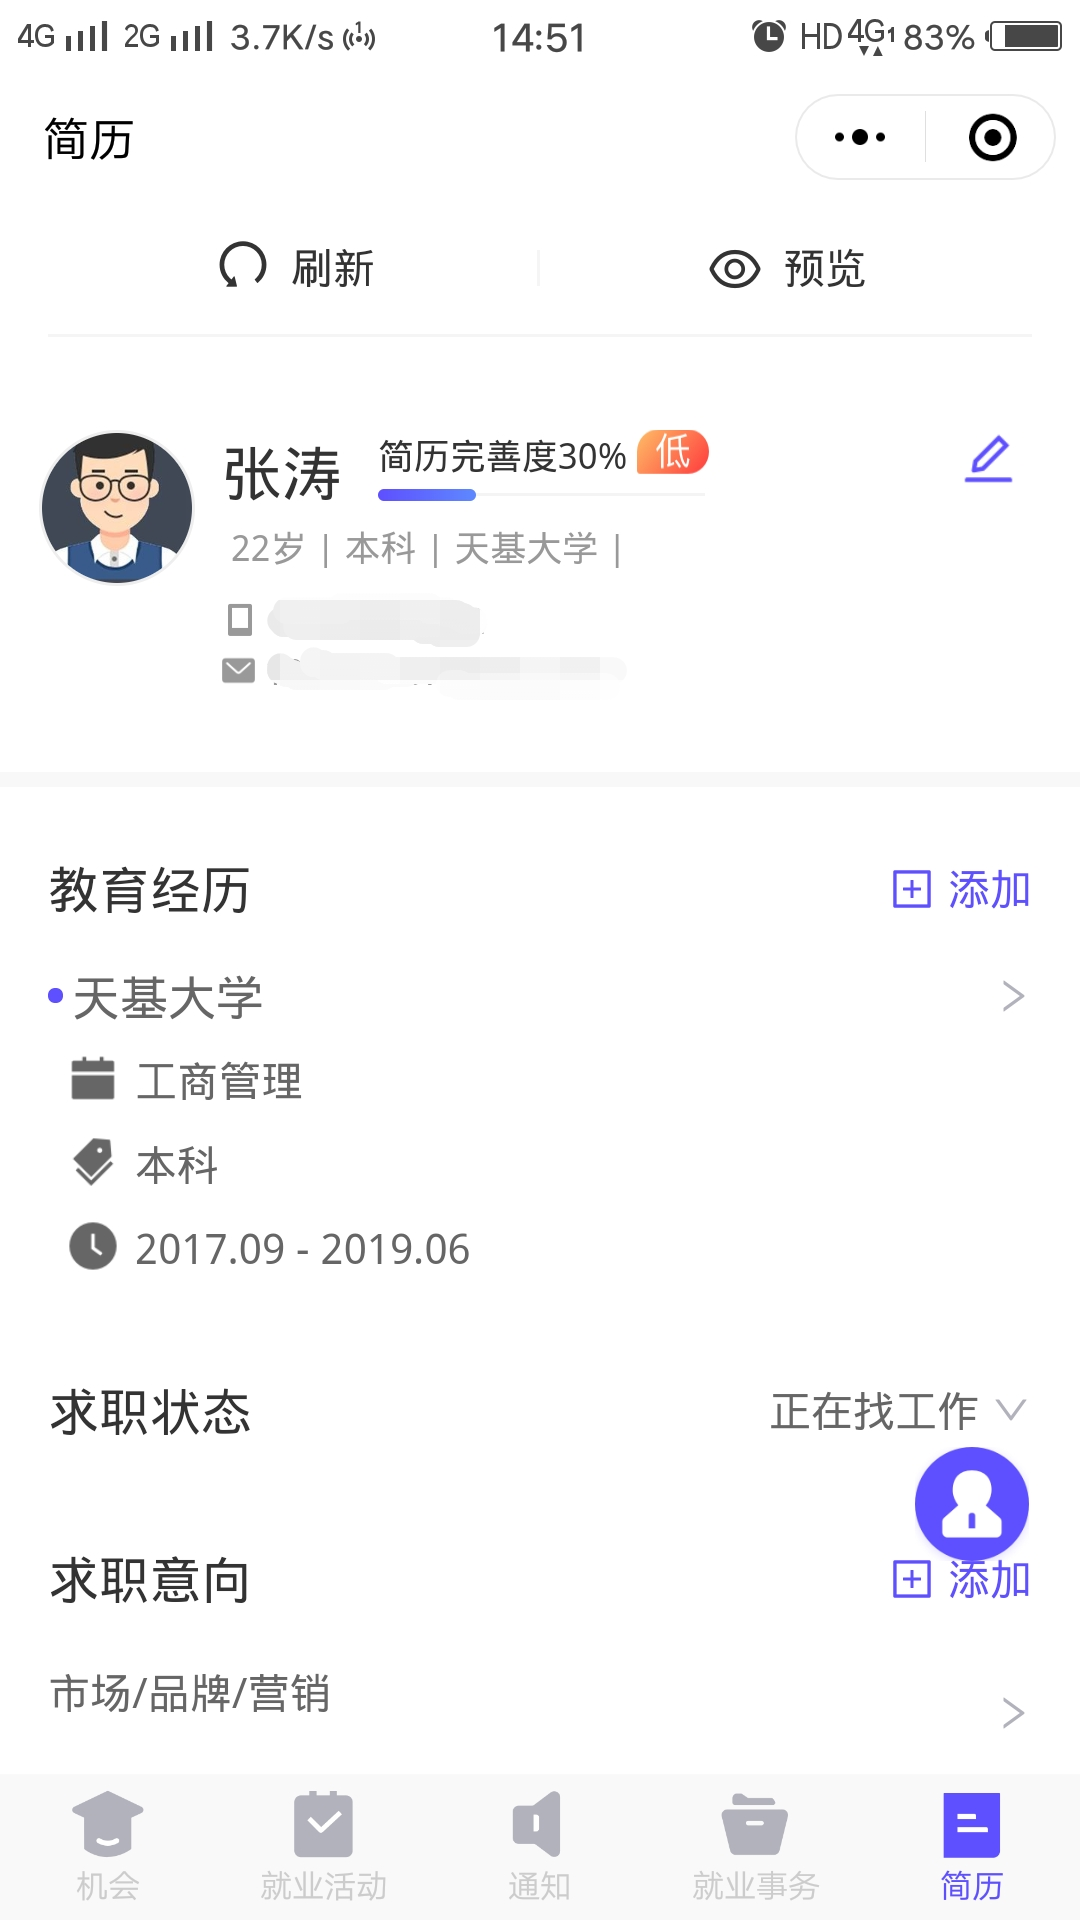 4G 2G 3.7K/s 14:51 HD 4G 1 83%
简历
刷新 预览
张涛 简历完善度30% 低
22岁 | 本科 | 天基大学 |
教育经历 添加
天基大学
工商管理
本科
2017.09 - 2019.06
求职状态 正在找工作
求职意向 添加
市场/品牌/营销
机会 就业活动 通知 就业事务 简历